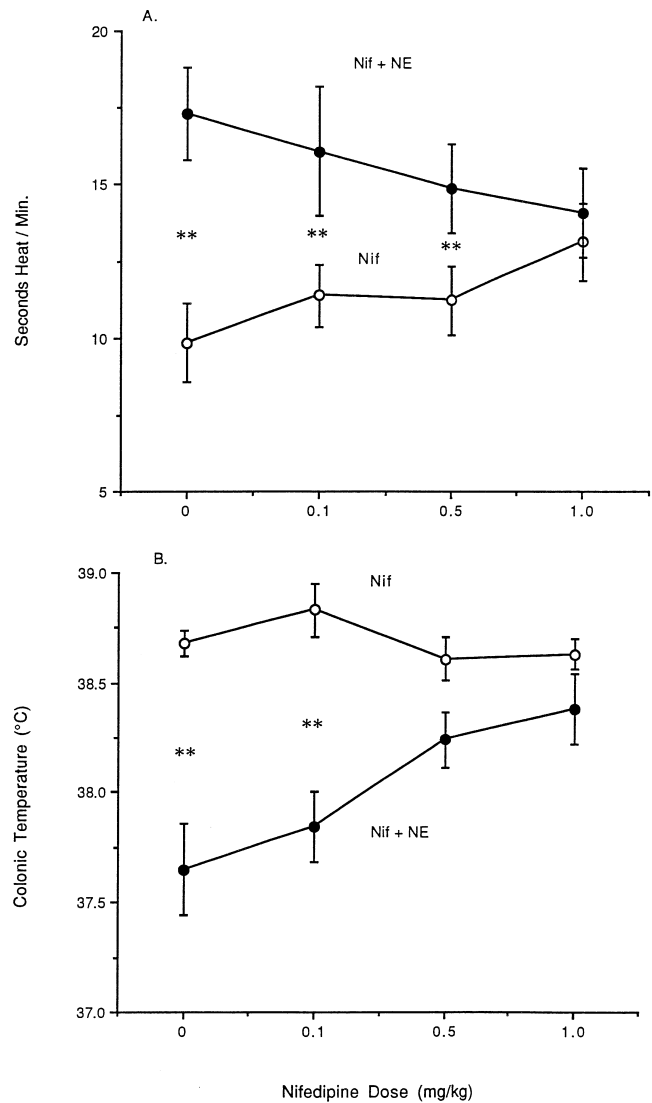 A.
20
Nif + NE
15
**
**
**
Nif
10
5
0 0.1 0.5 1.0
Seconds Heat / Min.
B.
39.0
Nif
38.5
**
**
38.0
Nif + NE
37.5
37.0
0 0.1 0.5 1.0
Colonic Temperature (°C)
Nifedipine Dose (mg/kg)